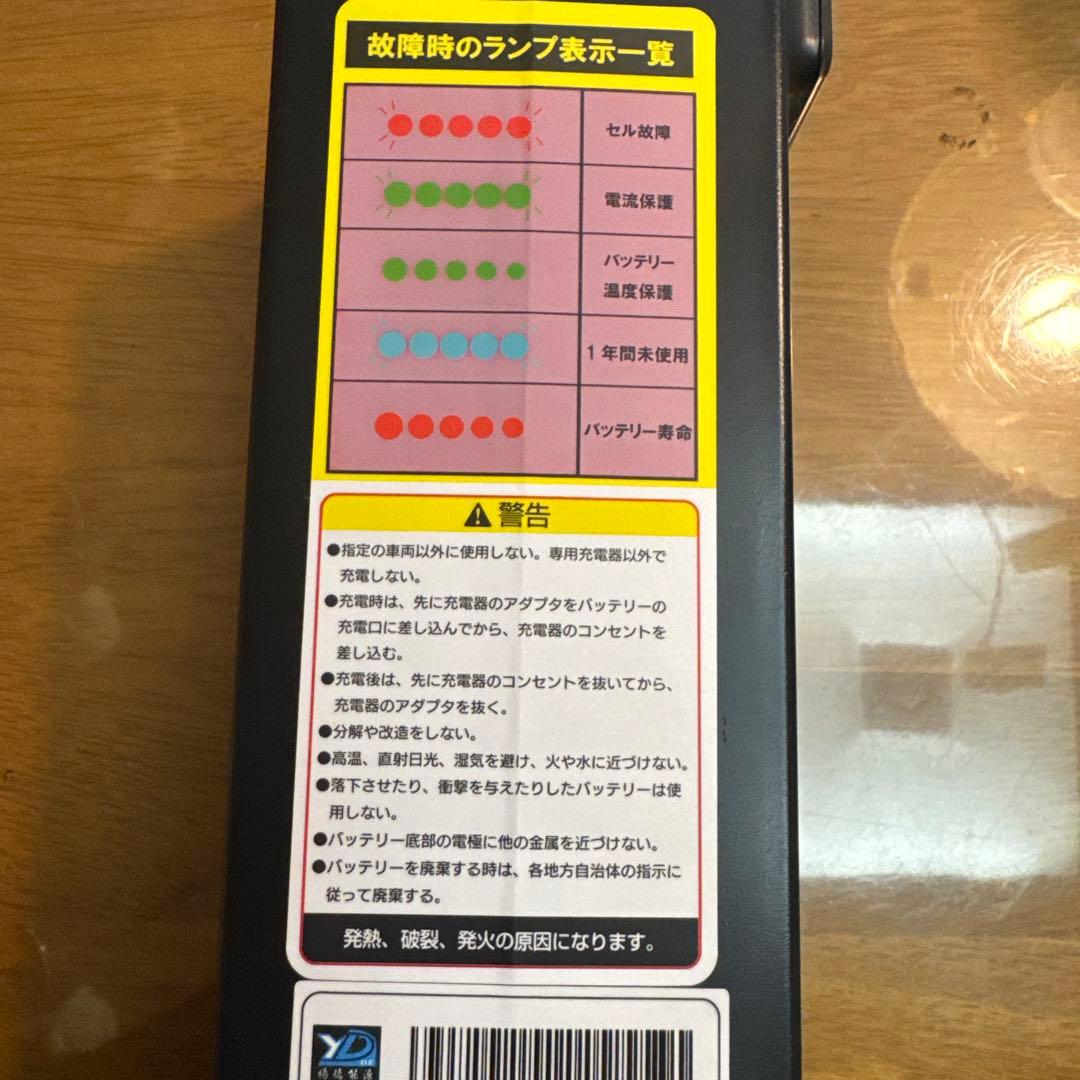 故障時のランプ表示一覧
セル故障
電流保護
バッテリー
温度保護
1年間未使用
バッテリー寿命
警告
●指定の車両以外に使用しない。専用充電器以外で
充電しない。
●充電時は、先に充電器のアダプタをバッテリーの
充電口に差し込んでから、充電器のコンセントを
差し込む。
●充電後は、先に充電器のコンセントを抜いてから、
充電器のアダプタを抜く。
●分解や改造をしない。
●高温、直射日光、湿気を避け、火や水に近づけない。
●落下させたり、衝撃を与えたりしたバッテリーは使
用しない。
●バッテリー底部の電極に他の金属を近づけない。
●バッテリーを廃棄する時は、各地方自治体の指示に
従って廃棄する。
発熱、破裂、発火の原因になります。
YD